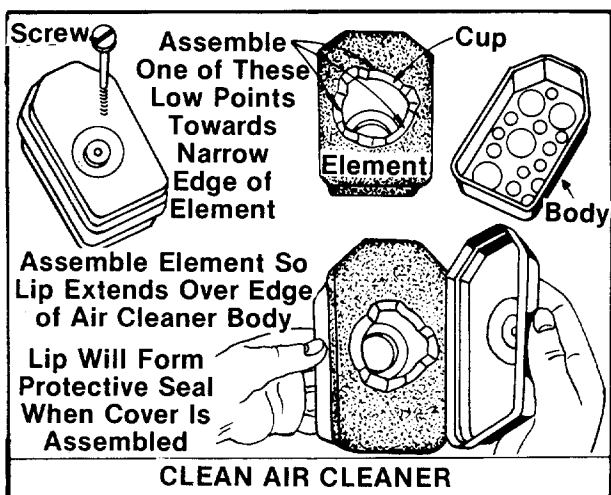 Screw
Assemble
One of These
Low Points
Towards
Narrow
Edge of
Element
Cup
Element
Body
Assemble Element So
Lip Extends Over Edge
of Air Cleaner Body
Lip Will Form
Protective Seal
When Cover Is
Assembled
CLEAN AIR CLEANER